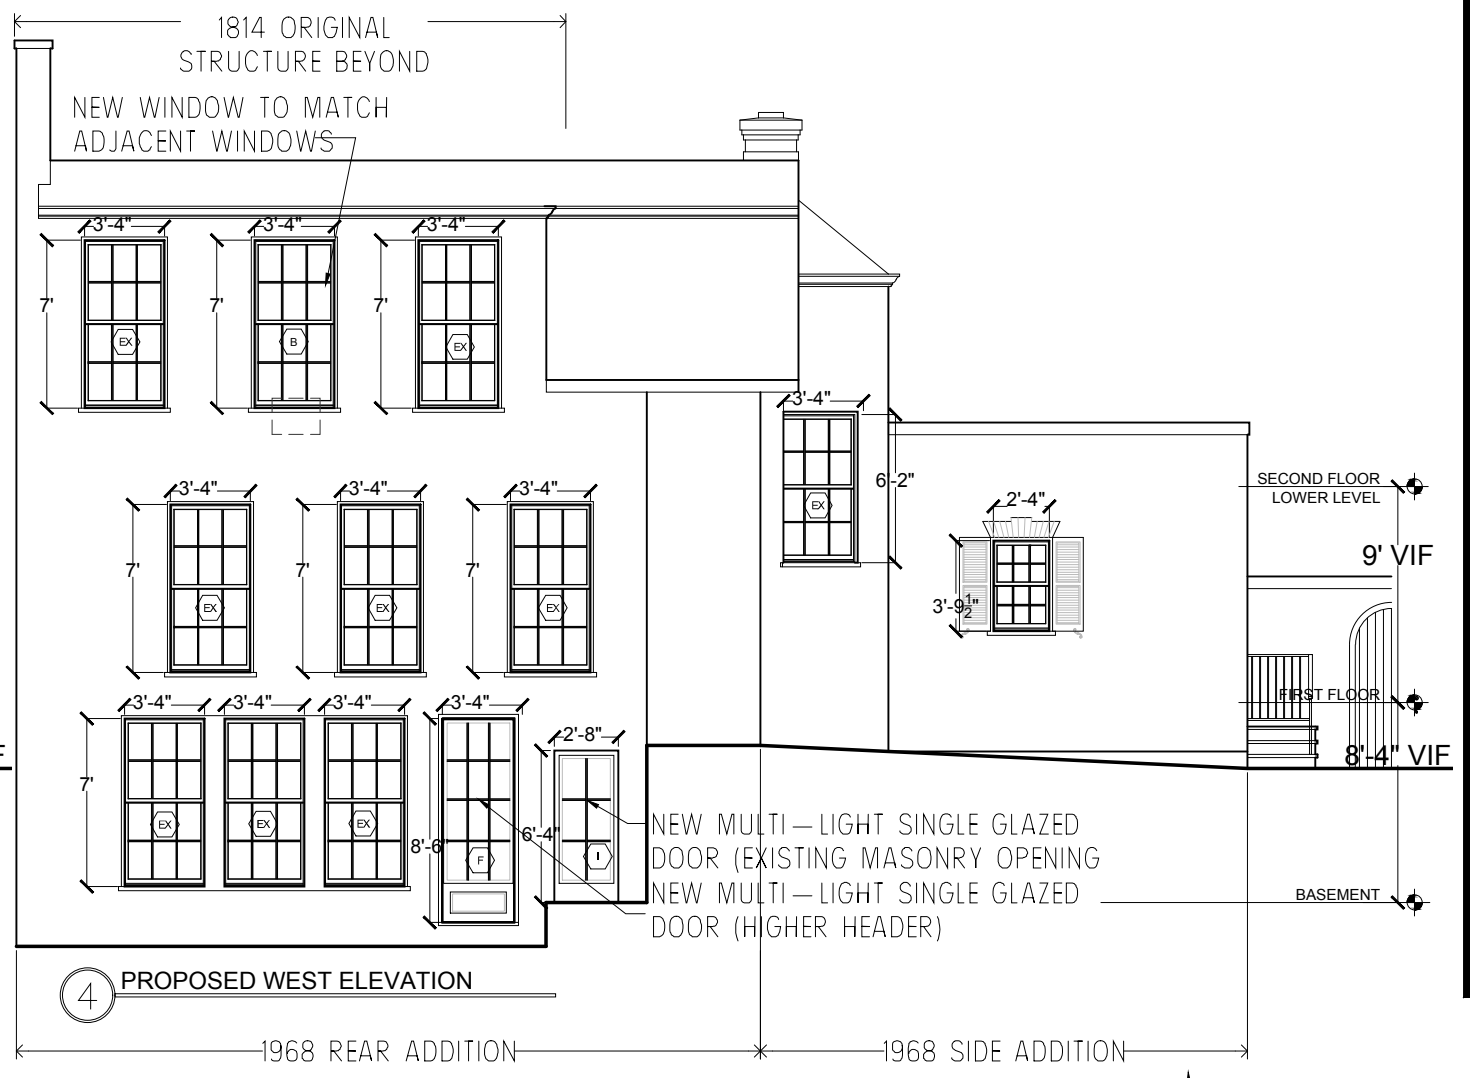 1814 ORIGINAL
STRUCTURE BEYOND
NEW WINDOW TO MATCH
ADJACENT WINDOWS
3'-4" 3'-4" 3'-4"
7' 7' 7'
EX B EX
3'-4"
6'-2"
EX
3'-4" 3'-4" 3'-4"
7' 7' 7'
EX EX EX
2'-4"
3'-9 1/2"
SECOND FLOOR
LOWER LEVEL
9' VIF
FIRST FLOOR
8'-4" VIF
3'-4" 3'-4" 3'-4" 3'-4"
2'-8"
7'
EX EX EX
8'-6"
F
6'-4"
I
NEW MULTI-LIGHT SINGLE GLAZED
DOOR (EXISTING MASONRY OPENING
NEW MULTI-LIGHT SINGLE GLAZED
DOOR (HIGHER HEADER)
BASEMENT
4 PROPOSED WEST ELEVATION
1968 REAR ADDITION
1968 SIDE ADDITION